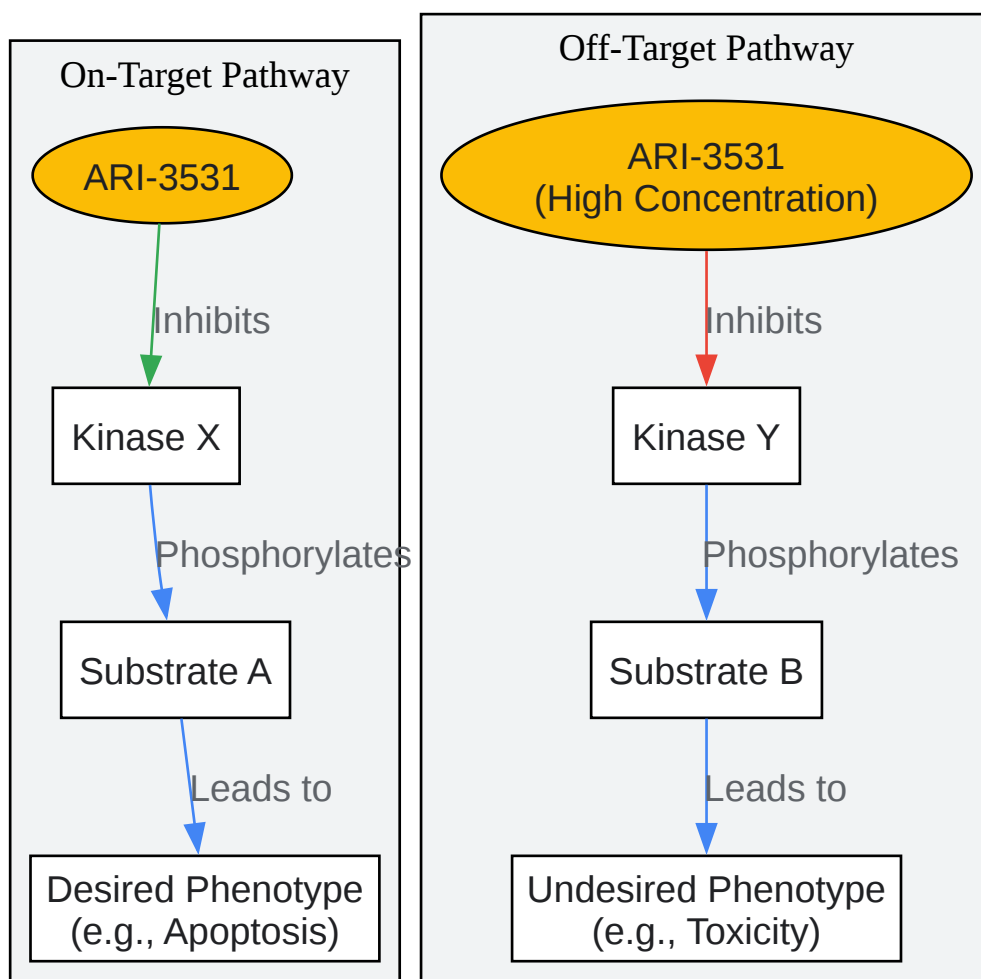 On-Target Pathway
ARI-3531
Inhibits
Kinase X
Phosphorylates
Substrate A
Leads to
Desired Phenotype
(e.g., Apoptosis)
Off-Target Pathway
ARI-3531
(High Concentration)
Inhibits
Kinase Y
Phosphorylates
Substrate B
Leads to
Undesired Phenotype
(e.g., Toxicity)